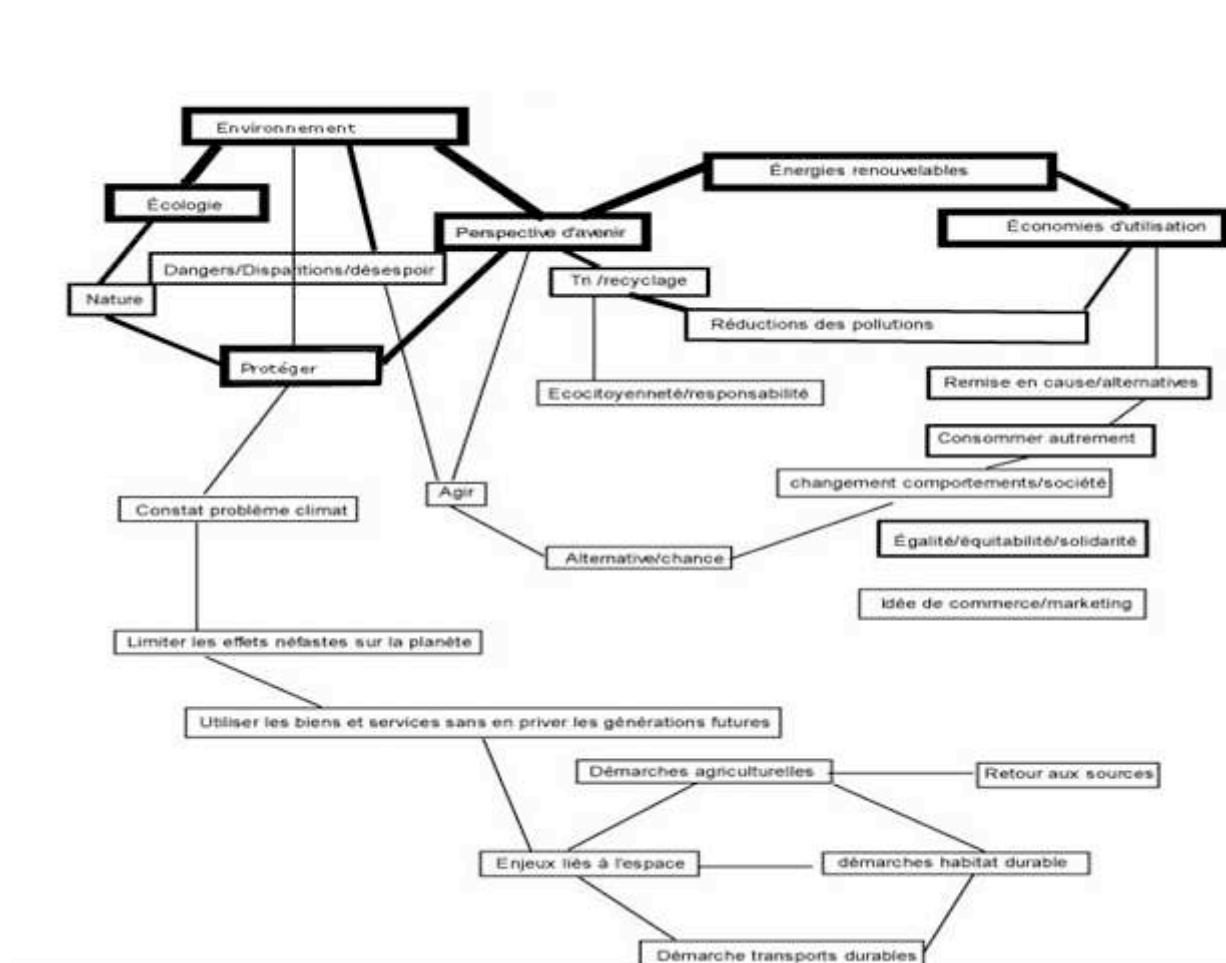 Environnement
Énergies renouvelables
Écologie
Perspective d'avenir
Économies d'utilisation
Dangers/Disparitions/désespoir
Tri /recyclage
Nature
Réductions des pollutions
Protéger
Ecocitoyenneté/responsabilité
Remise en cause/alternatives
Consommer autrement
changement comportements/société
Agir
Constat problème climat
Égalité/équitabilité/solidarité
Alternative/chance
Idée de commerce/marketing
Limiter les effets néfastes sur la planète
Utiliser les biens et services sans en priver les générations futures
Démarches agriculturelles
Retour aux sources
Enjeux liés à l'espace
démarches habitat durable
Démarche transports durables